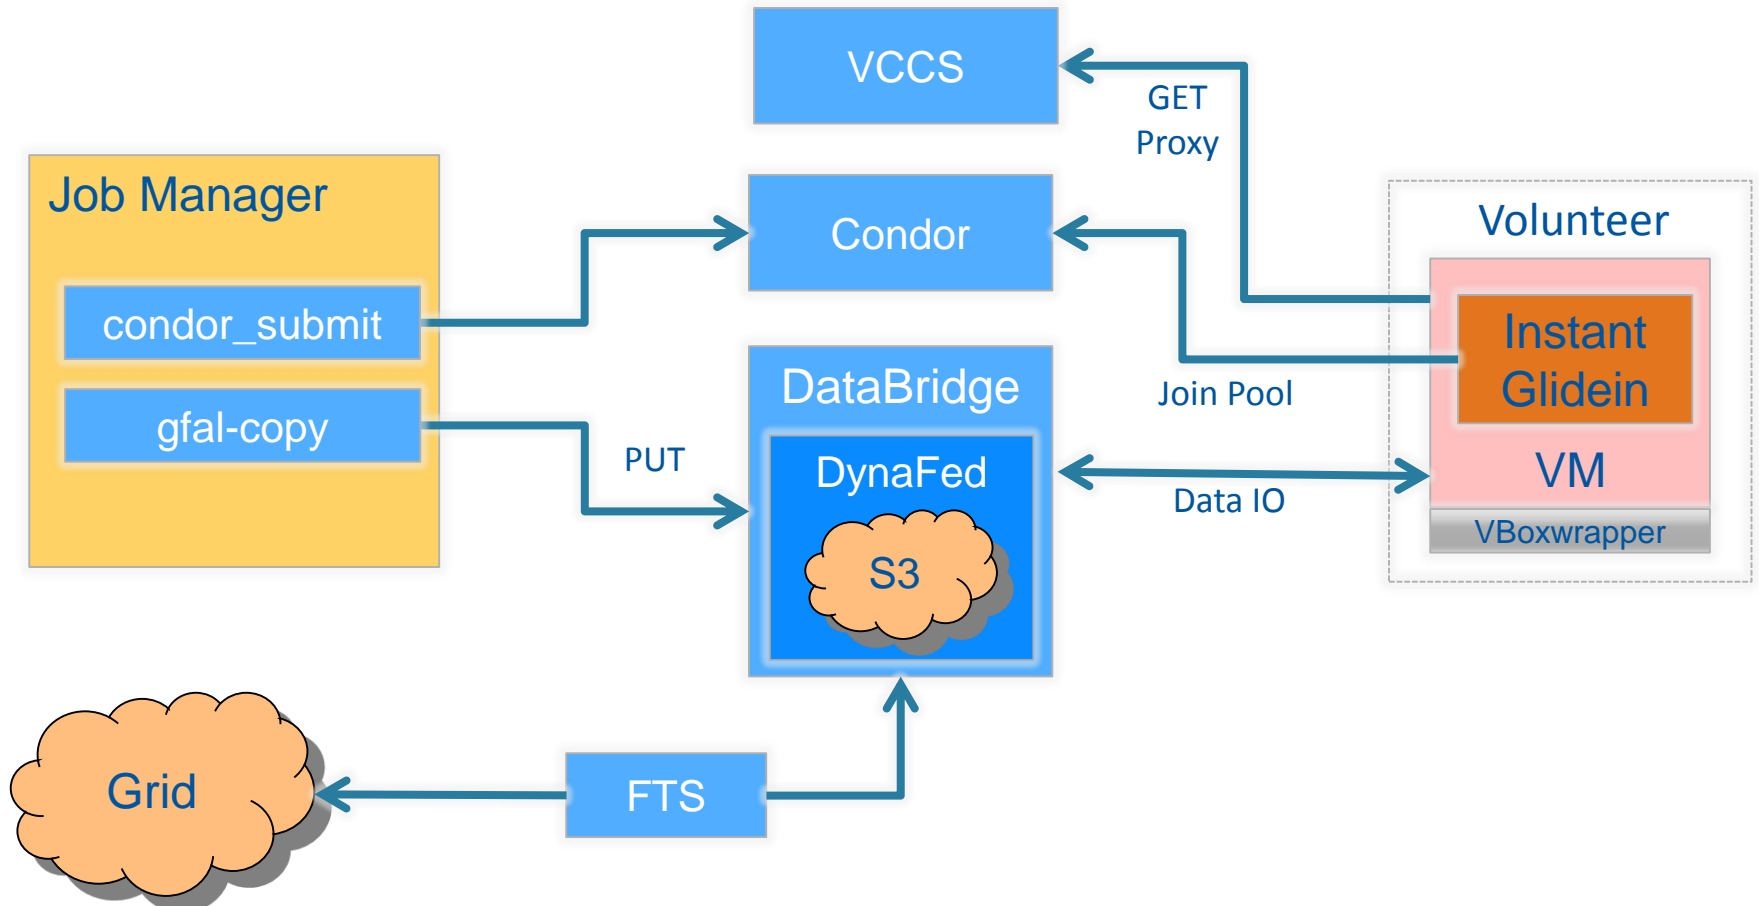 VCCS
GET
Proxy
Job Manager
Condor
Volunteer
condor_submit
Instant
Glidein
DataBridge
Join Pool
gfal-copy
PUT
DynaFed
VM
Data IO
VBoxwrapper
S3
Grid
FTS